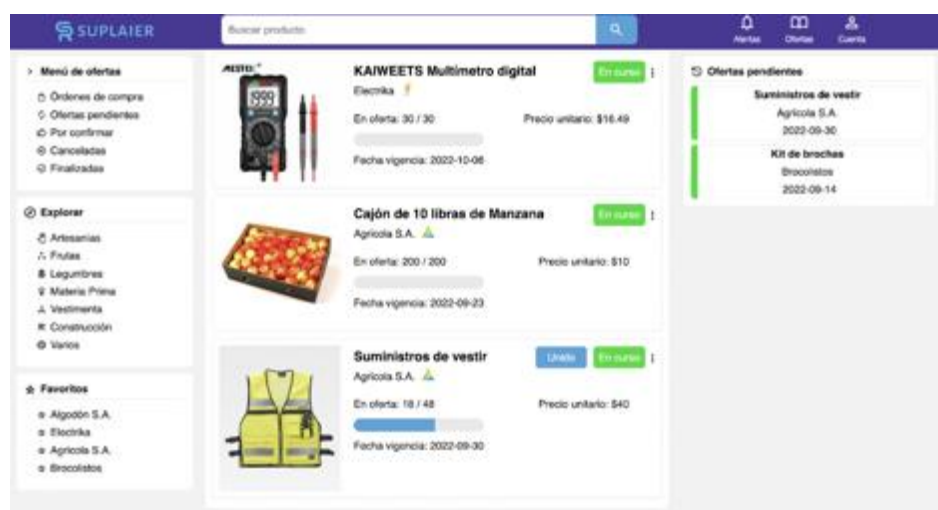 SUPLAIER
Buscar producto
Alertas
Ofertas
Cuenta
Menú de ofertas
Órdenes de compra
Ofertas pendientes
Por confirmar
Canceladas
Finalizadas
Explorar
Artesanías
Frutas
Legumbres
Materia Prima
Vestimenta
Construcción
Varios
Favoritos
Algodón S.A.
Electrika
Agricola S.A.
Brocolistos
1999
KAIWEETS Multímetro digital
En curso
Electrika
En oferta: 30 / 30 Precio unitario: $16.49
Fecha vigencia: 2022-10-06
Cajón de 10 libras de Manzana
En curso
Agricola S.A.
En oferta: 200 / 200 Precio unitario: $10
Fecha vigencia: 2022-09-23
Suministros de vestir
Unido
En curso
Agricola S.A.
En oferta: 18 / 48 Precio unitario: $40
Fecha vigencia: 2022-09-30
Ofertas pendientes
Suministros de vestir
Agricola S.A.
2022-09-30
Kit de brochas
Brocolistos
2022-09-14